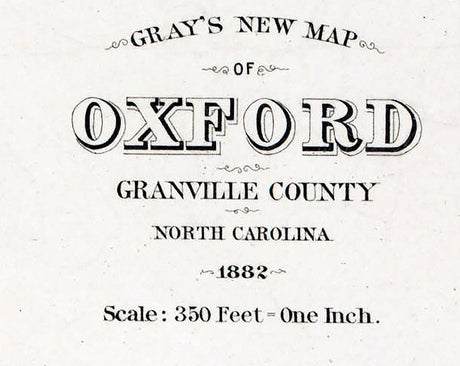 GRAY'S NEW MAP
OF
OXFORD
GRANVILLE COUNTY
NORTH CAROLINA
1882
Scale: 350 Feet = One Inch.